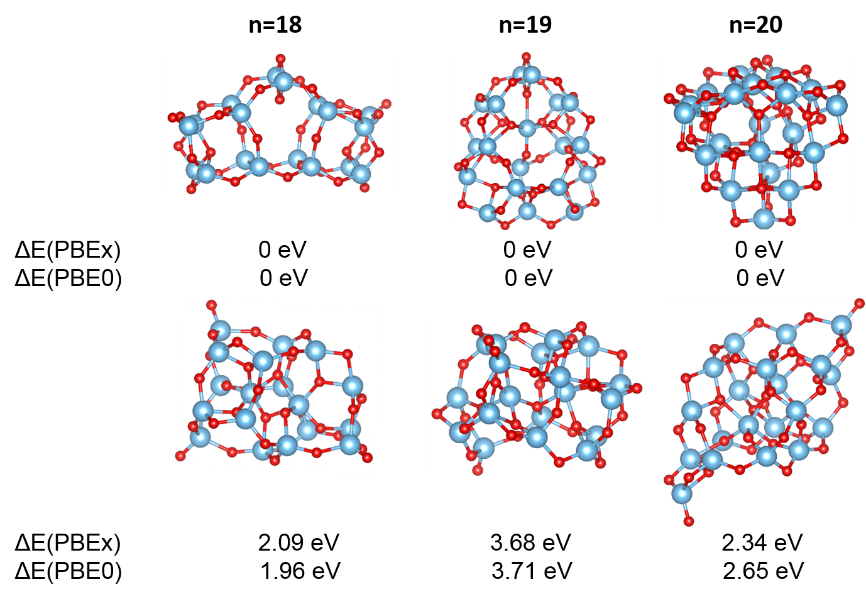 n=18 n=19 n=20
ΔE(PBEx) 0 eV 0 eV 0 eV
ΔE(PBE0) 0 eV 0 eV 0 eV
ΔE(PBEx) 2.09 eV 3.68 eV 2.34 eV
ΔE(PBE0) 1.96 eV 3.71 eV 2.65 eV